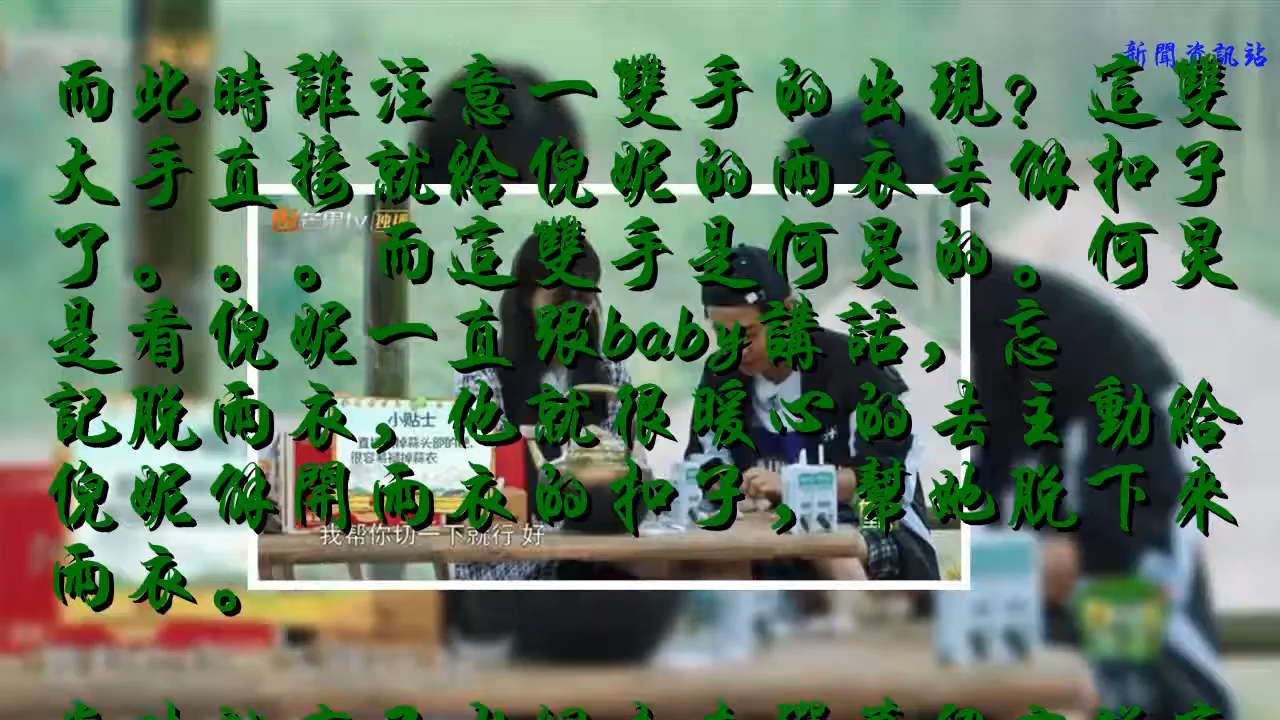 新聞資訊站
而此時誰注意一雙手的出現？這雙
大手直接就給倪妮的雨衣去解扣子
了。。。而這雙手是何炅的。何炅
是看倪妮一直跟baby講話，忘
記脫雨衣，他就很暖心的去主動給
倪妮解開雨衣的扣子，幫她脫下來
雨衣。
芒果tv
小贴士
我帮你切一下就行 好